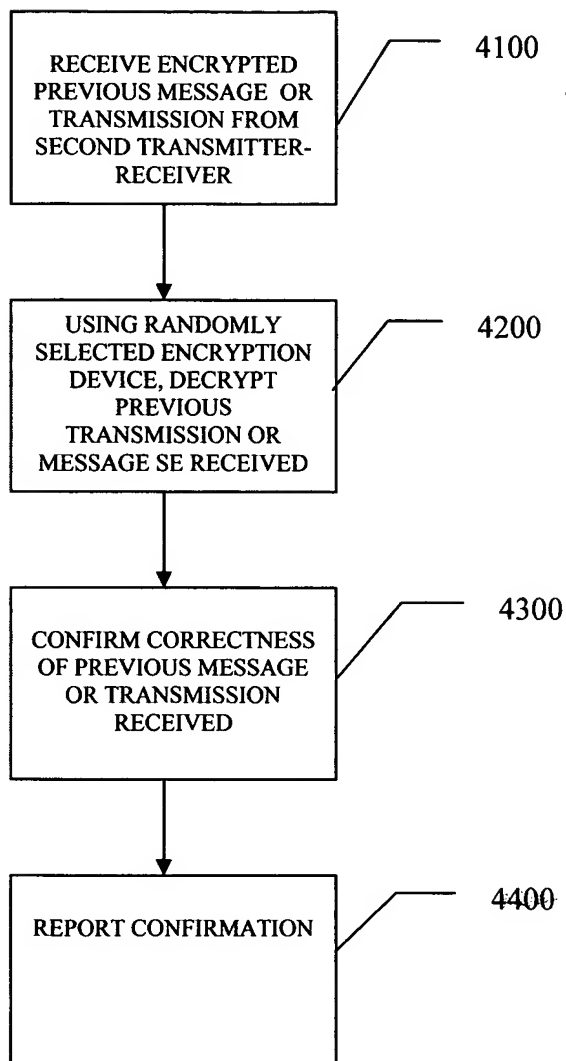 RECEIVE ENCRYPTED
PREVIOUS MESSAGE OR
TRANSMISSION FROM
SECOND TRANSMITTER-
RECEIVER
4100
USING RANDOMLY
SELECTED ENCRYPTION
DEVICE, DECRYPT
PREVIOUS
TRANSMISSION OR
MESSAGE SE RECEIVED
4200
CONFIRM CORRECTNESS
OF PREVIOUS MESSAGE
OR TRANSMISSION
RECEIVED
4300
REPORT CONFIRMATION
4400